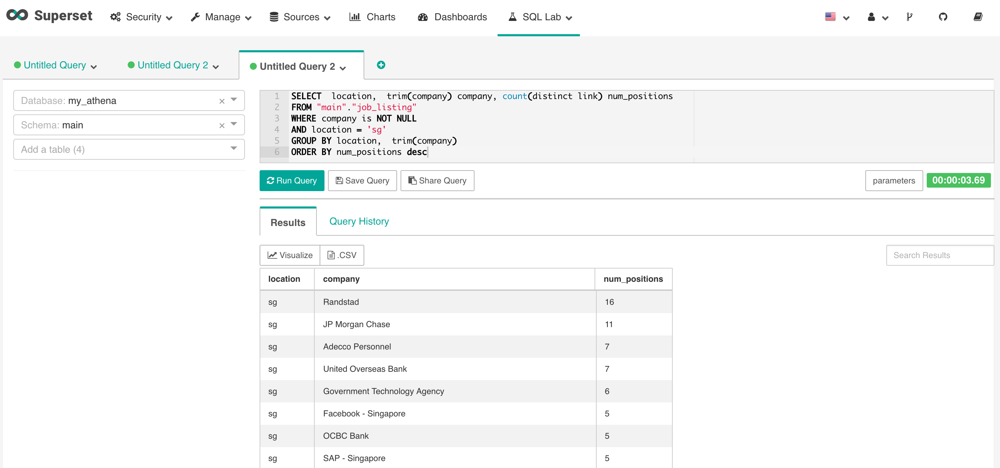 Superset Security Manage Sources Charts Dashboards SQL Lab
Untitled Query Untitled Query 2 Untitled Query 2
Database: my_athena
Schema: main
Add a table (4)
1 SELECT  location,  trim(company) company, count(distinct link) num_positions
2 FROM "main"."job_listing"
3 WHERE company is NOT NULL
4 AND location = 'sg'
5 GROUP BY location,  trim(company)
6 ORDER BY num_positions desc
Run Query Save Query Share Query parameters 00:00:03.69
Results Query History
Visualize .CSV Search Results
location company num_positions
sg Randstad 16
sg JP Morgan Chase 11
sg Adecco Personnel 7
sg United Overseas Bank 7
sg Government Technology Agency 6
sg Facebook - Singapore 5
sg OCBC Bank 5
sg SAP - Singapore 5